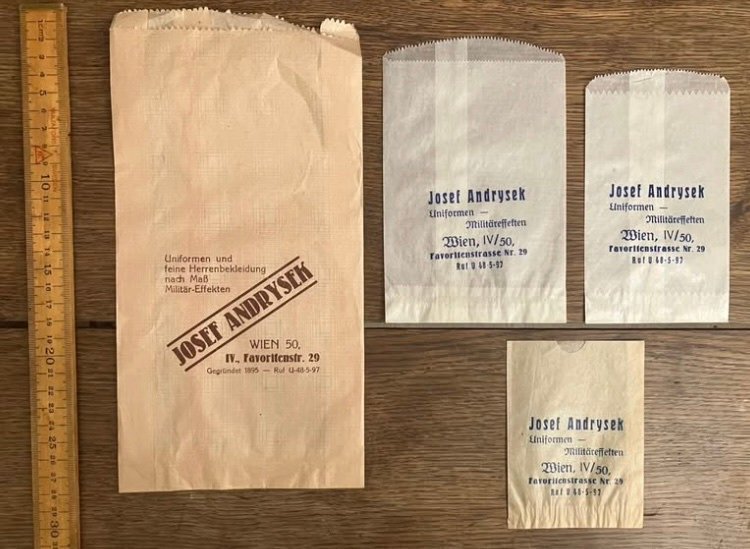 Uniformen und
feine Herrenbekleidung
nach Maß
Militär-Effekten
JOSEF ANDRYSEK
WIEN 50,
IV., Favoritenstr. 29
Gegründet 1895 — Ruf U-48-5-97
Josef Andrysek
Uniformen —
Militäreffekten
Wien, IV/50,
Favoritenstrasse Nr. 29
Ruf U 48-5-97
Josef Andrysek
Uniformen —
Militäreffekten
Wien, IV/50,
Favoritenstrasse Nr. 29
Ruf U 48-5-97
Josef Andrysek
Uniformen —
Militäreffekten
Wien, IV/50,
Favoritenstrasse Nr. 29
Ruf U 48-5-97
10
20
30